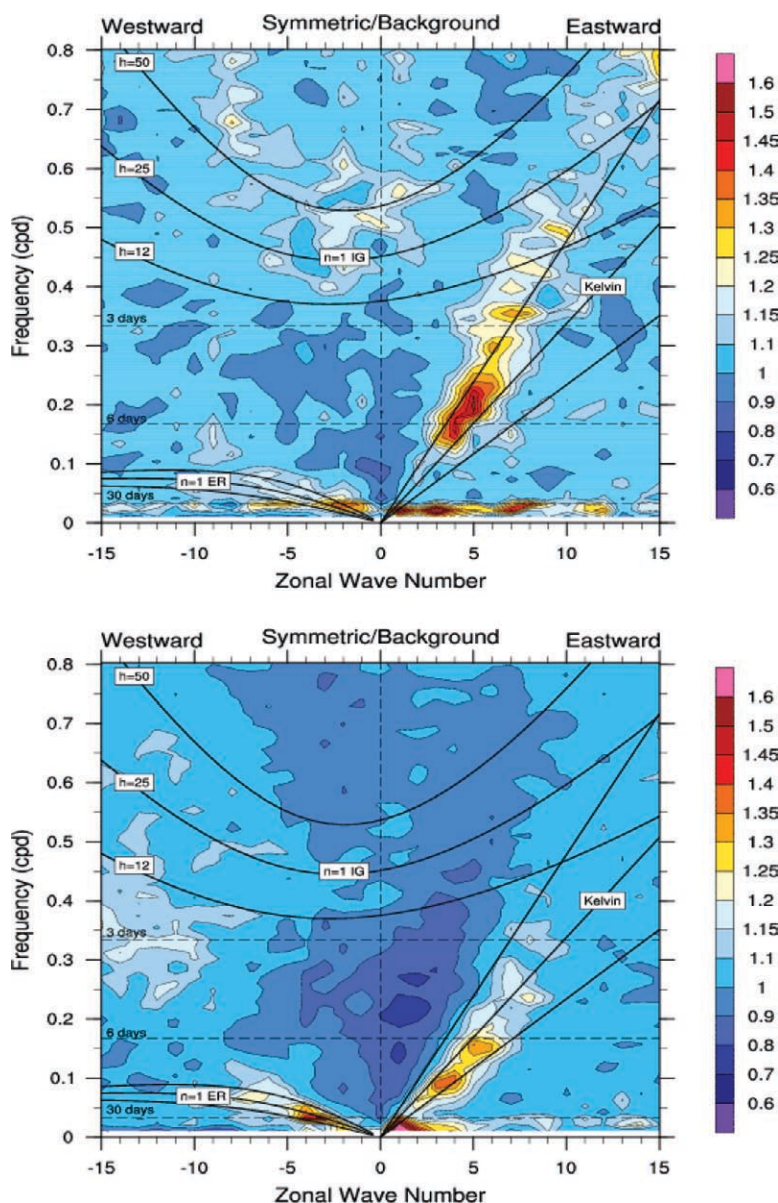 Westward Symmetric/Background Eastward
0.8
0.7
0.6
0.5
0.4
0.3
0.2
0.1
0
Frequency (cpd)
h=50
h=25
h=12
n=1 IG
Kelvin
3 days
6 days
n=1 ER
30 days
-15 -10 -5 0 5 10 15
Zonal Wave Number
1.6
1.5
1.45
1.4
1.35
1.3
1.25
1.2
1.15
1.1
1
0.9
0.8
0.7
0.6
Westward Symmetric/Background Eastward
0.8
0.7
0.6
0.5
0.4
0.3
0.2
0.1
0
Frequency (cpd)
h=50
h=25
h=12
n=1 IG
Kelvin
3 days
6 days
n=1 ER
30 days
-15 -10 -5 0 5 10 15
Zonal Wave Number
1.6
1.5
1.45
1.4
1.35
1.3
1.25
1.2
1.15
1.1
1
0.9
0.8
0.7
0.6